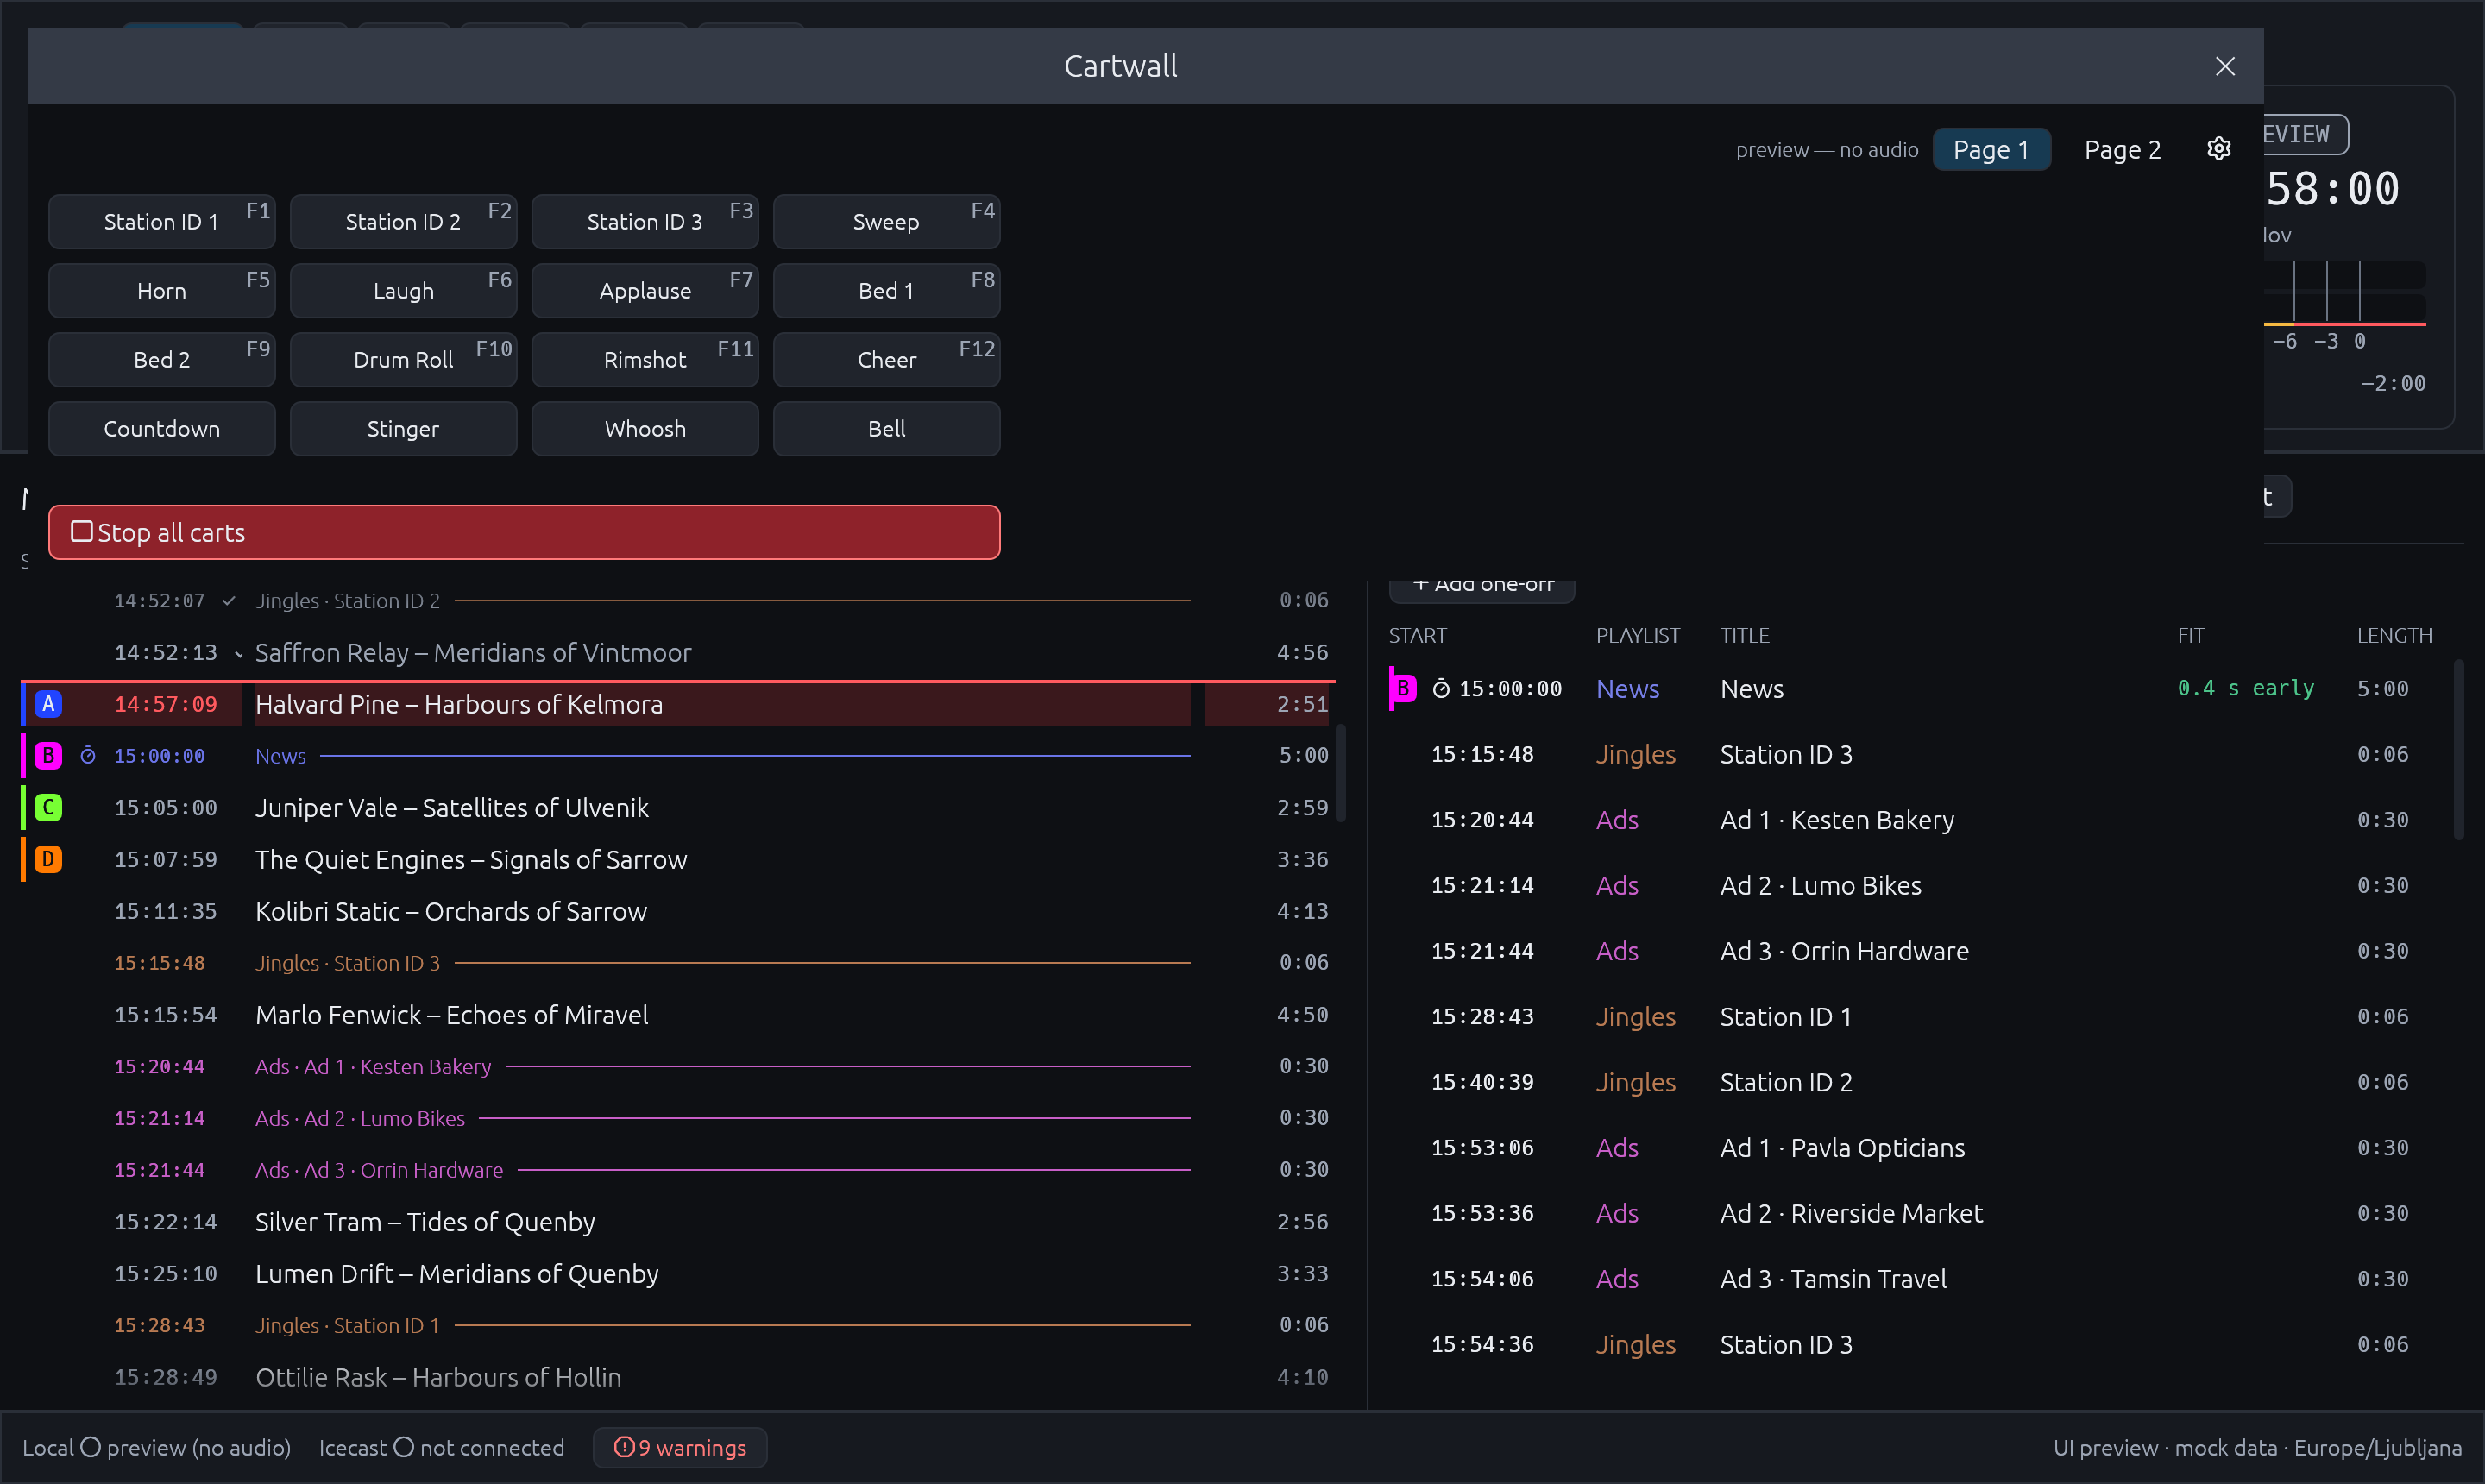 Cartwall
preview — no audio Page 1 Page 2
Station ID 1 F1 Station ID 2 F2 Station ID 3 F3 Sweep F4
Horn F5 Laugh F6 Applause F7 Bed 1 F8
Bed 2 F9 Drum Roll F10 Rimshot F11 Cheer F12
Countdown Stinger Whoosh Bell
Stop all carts
EVIEW
58:00
−6 −3 0
−2:00
14:52:07 Jingles · Station ID 2 0:06
14:52:13 Saffron Relay – Meridians of Vintmoor 4:56
A 14:57:09 Halvard Pine – Harbours of Kelmora 2:51
B 15:00:00 News 5:00
C 15:05:00 Juniper Vale – Satellites of Ulvenik 2:59
D 15:07:59 The Quiet Engines – Signals of Sarrow 3:36
15:11:35 Kolibri Static – Orchards of Sarrow 4:13
15:15:48 Jingles · Station ID 3 0:06
15:15:54 Marlo Fenwick – Echoes of Miravel 4:50
15:20:44 Ads · Ad 1 · Kesten Bakery 0:30
15:21:14 Ads · Ad 2 · Lumo Bikes 0:30
15:21:44 Ads · Ad 3 · Orrin Hardware 0:30
15:22:14 Silver Tram – Tides of Quenby 2:56
15:25:10 Lumen Drift – Meridians of Quenby 3:33
15:28:43 Jingles · Station ID 1 0:06
15:28:49 Ottilie Rask – Harbours of Hollin 4:10
+ Add one-off
START PLAYLIST TITLE FIT LENGTH
B 15:00:00 News News 0.4 s early 5:00
15:15:48 Jingles Station ID 3 0:06
15:20:44 Ads Ad 1 · Kesten Bakery 0:30
15:21:14 Ads Ad 2 · Lumo Bikes 0:30
15:21:44 Ads Ad 3 · Orrin Hardware 0:30
15:28:43 Jingles Station ID 1 0:06
15:40:39 Jingles Station ID 2 0:06
15:53:06 Ads Ad 1 · Pavla Opticians 0:30
15:53:36 Ads Ad 2 · Riverside Market 0:30
15:54:06 Ads Ad 3 · Tamsin Travel 0:30
15:54:36 Jingles Station ID 3 0:06
Local preview (no audio) Icecast not connected 9 warnings UI preview · mock data · Europe/Ljubljana